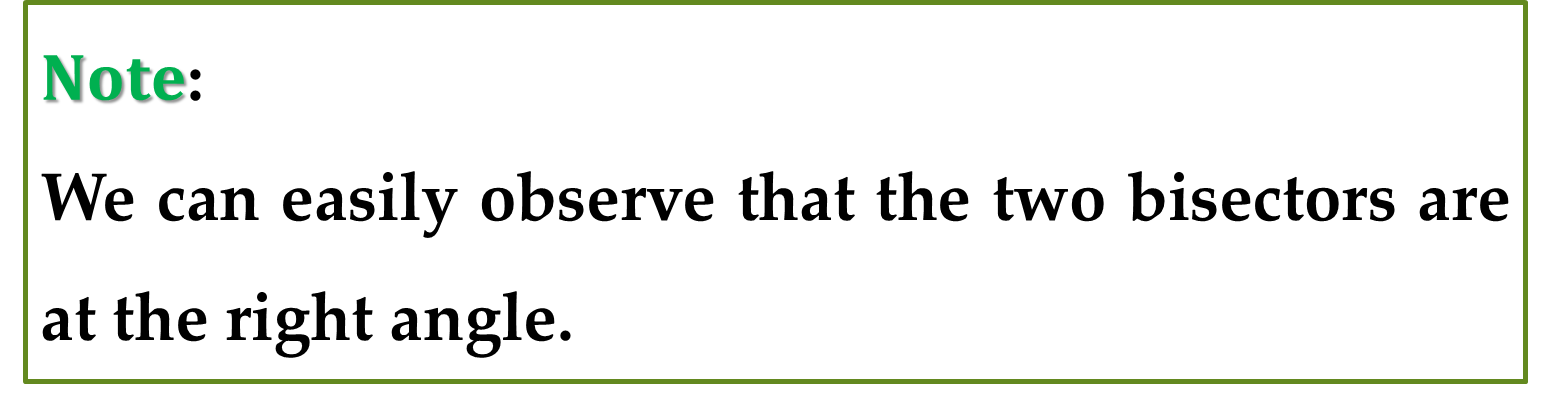 Note:
We can easily observe that the two bisectors are
at the right angle.